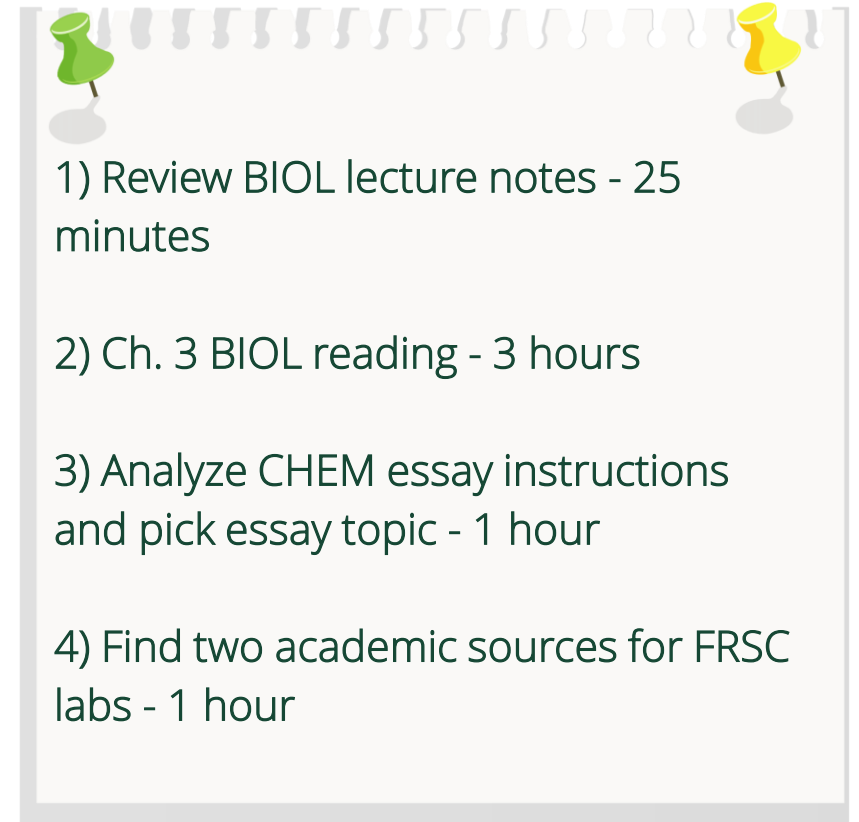 1) Review BIOL lecture notes - 25
minutes
2) Ch. 3 BIOL reading - 3 hours
3) Analyze CHEM essay instructions
and pick essay topic - 1 hour
4) Find two academic sources for FRSC
labs - 1 hour